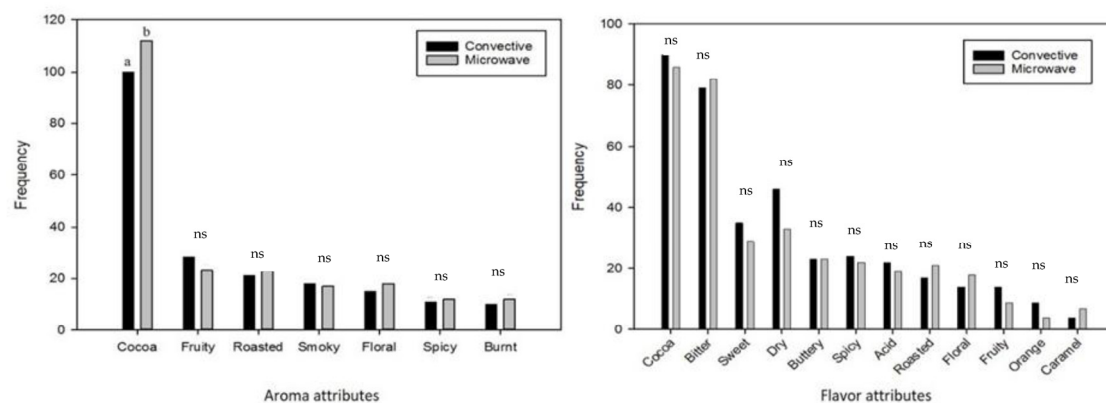 120
100
80
60
40
20
0
Frequency
a
b
ns
ns
ns
ns
ns
ns
Convective
Microwave
Cocoa Fruity Roasted Smoky Floral Spicy Burnt
Aroma attributes
100
80
60
40
20
0
Frequency
ns
ns
ns
ns
ns
ns
ns
ns
ns
ns
ns
ns
Convective
Microwave
Cocoa Bitter Sweet Dry Buttery Spicy Acid Roasted Floral Fruity Orange Caramel
Flavor attributes